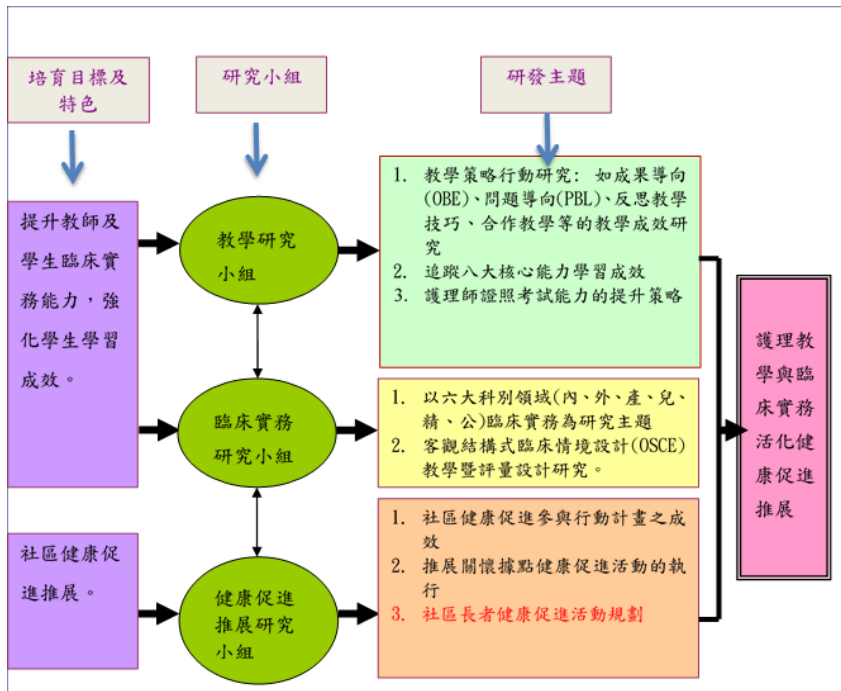 培育目標及
特色
研究小組
研發主題
提升教師及
學生臨床實
務能力，強
化學生學習
成效。
教學研究
小組
1. 教學策略行動研究: 如成果導向
(OBE)、問題導向(PBL)、反思教學
技巧、合作教學等的教學成效研
究
2. 追蹤八大核心能力學習成效
3. 護理師證照考試能力的提升策略
臨床實務
研究小組
1. 以六大科別領域(內、外、產、兒、
精、公)臨床實務為研究主題
2. 客觀結構式臨床情境設計(OSCE)
教學暨評量設計研究。
社區健康促
進推展。
健康促進
推展研究
小組
1. 社區健康促進參與行動計畫之成
效
2. 推展關懷據點健康促進活動的執
行
3. 社區長者健康促進活動規劃
護理教
學與臨
床實務
活化健
康促進
推展